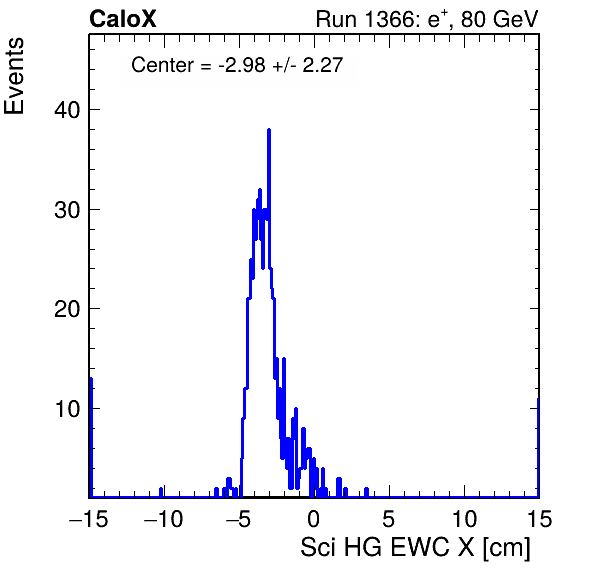 CaloX Run 1366: e⁺, 80 GeV
Center = -2.98 +/- 2.27
Events
40
30
20
10
−15 −10 −5 0 5 10 15
Sci HG EWC X [cm]